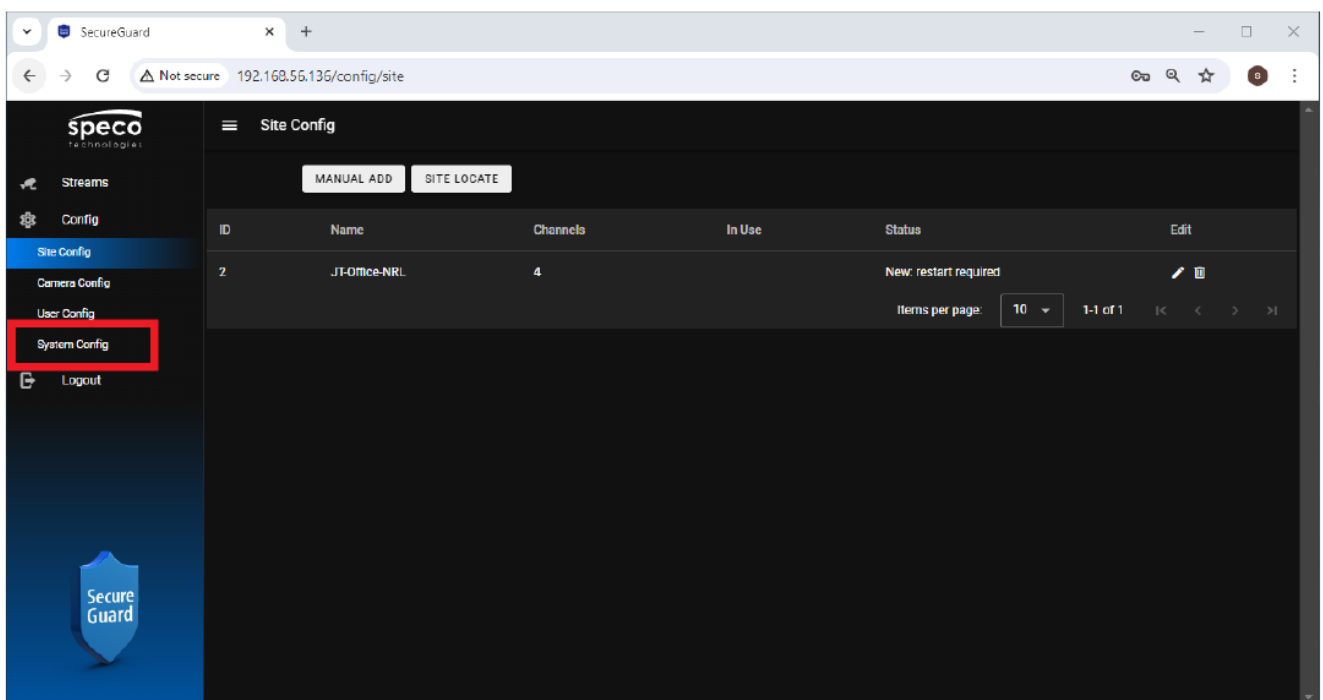 SecureGuard
Not secure 192.168.56.136/config/site
speco
technologies
Site Config
Streams
MANUAL ADD SITE LOCATE
Config
ID Name Channels In Use Status Edit
Site Config
2 JT-Office-NRL 4 New: restart required
Camera Config
User Config
Items per page: 10 1-1 of 1
System Config
Logout
Secure
Guard